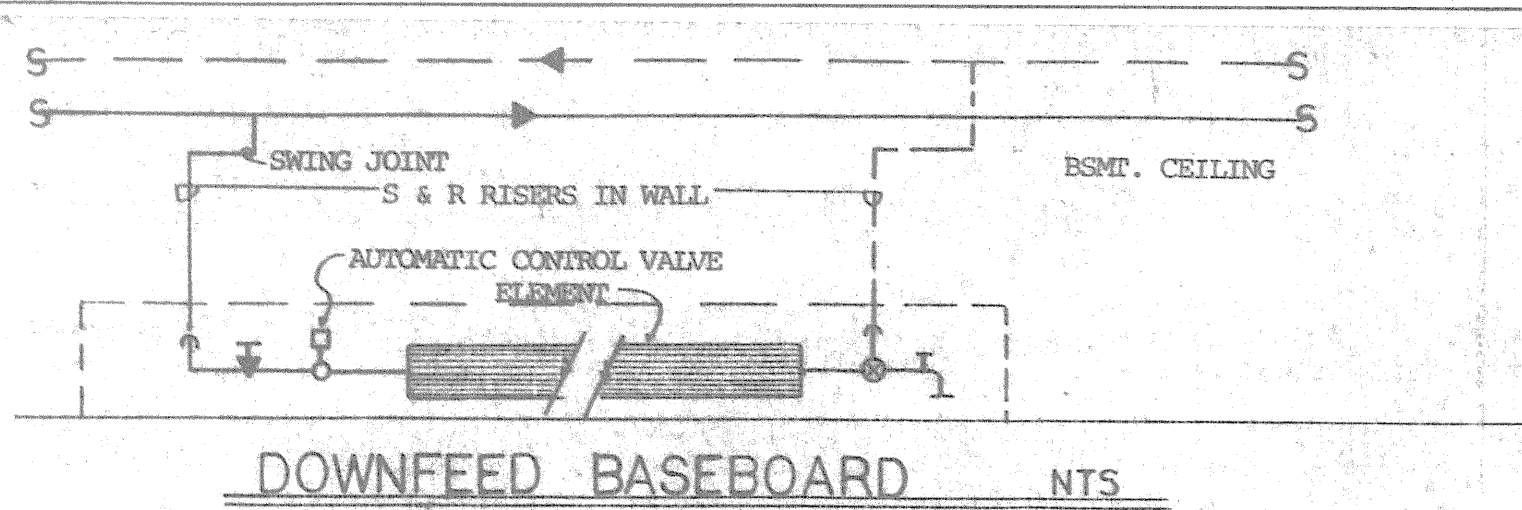 SWING JOINT
BSMT. CEILING
S & R RISERS IN WALL
AUTOMATIC CONTROL VALVE
ELEMENT
DOWNFEED BASEBOARD NTS